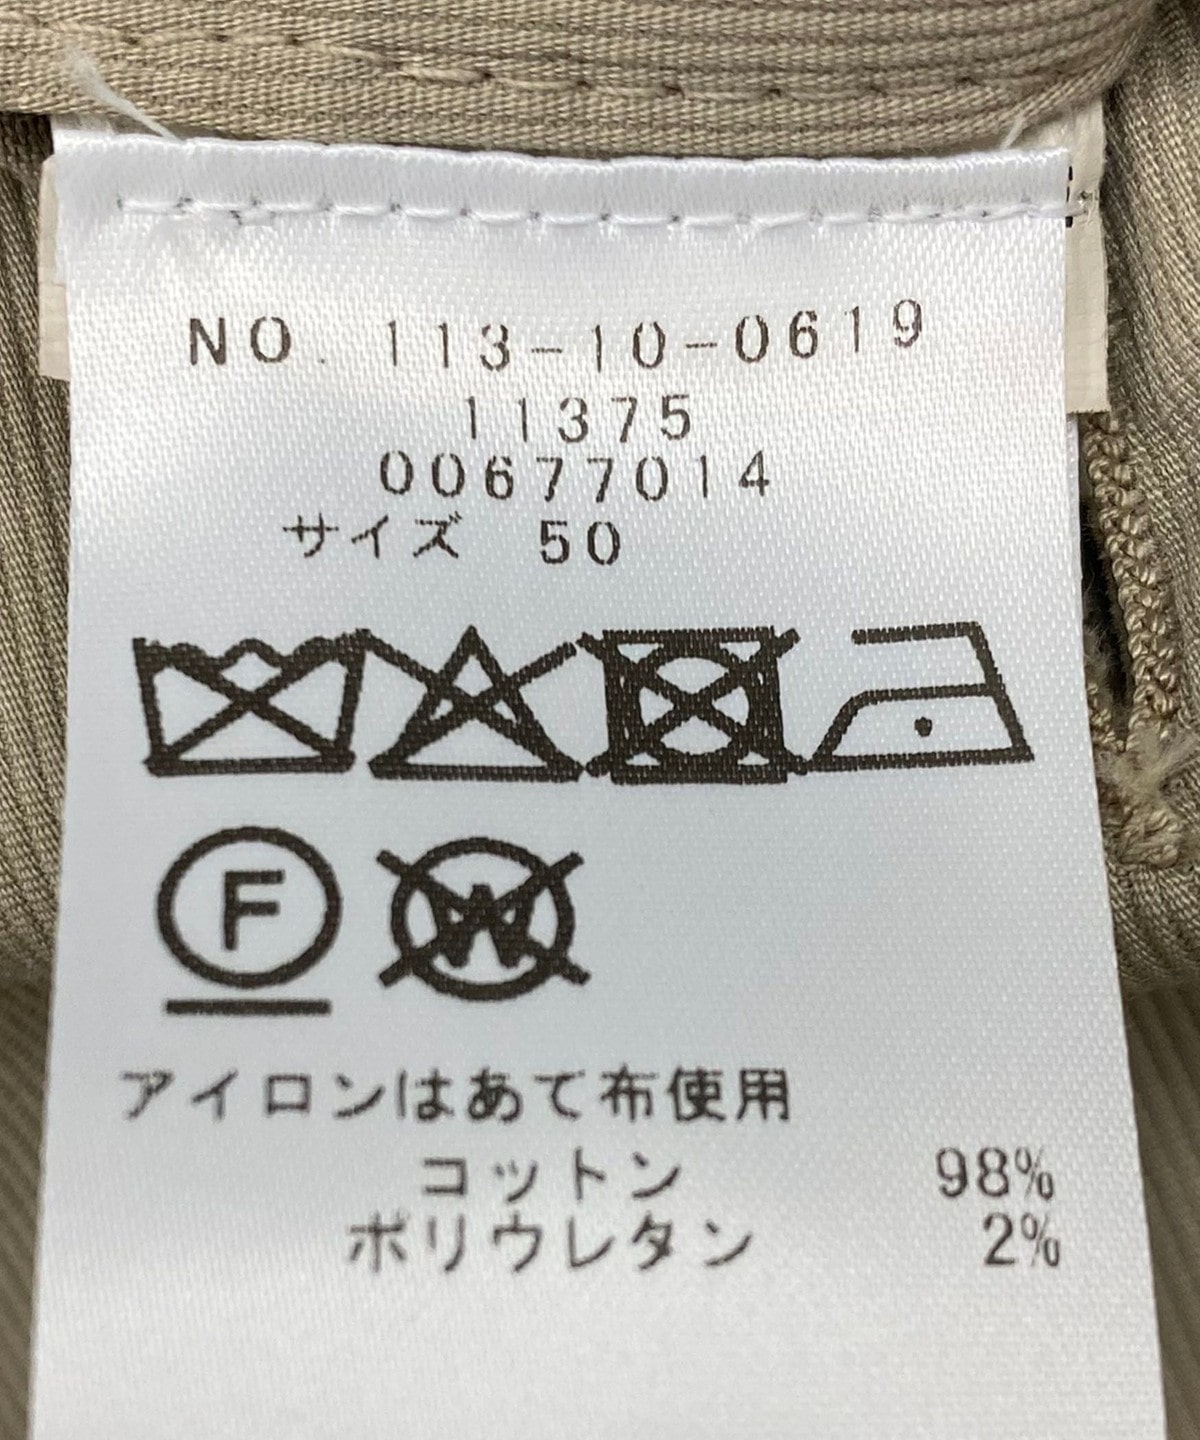 NO. 113-10-0619
11375
00677014
サイズ 50
F W
アイロンはあて布使用
コットン 98%
ポリウレタン 2%